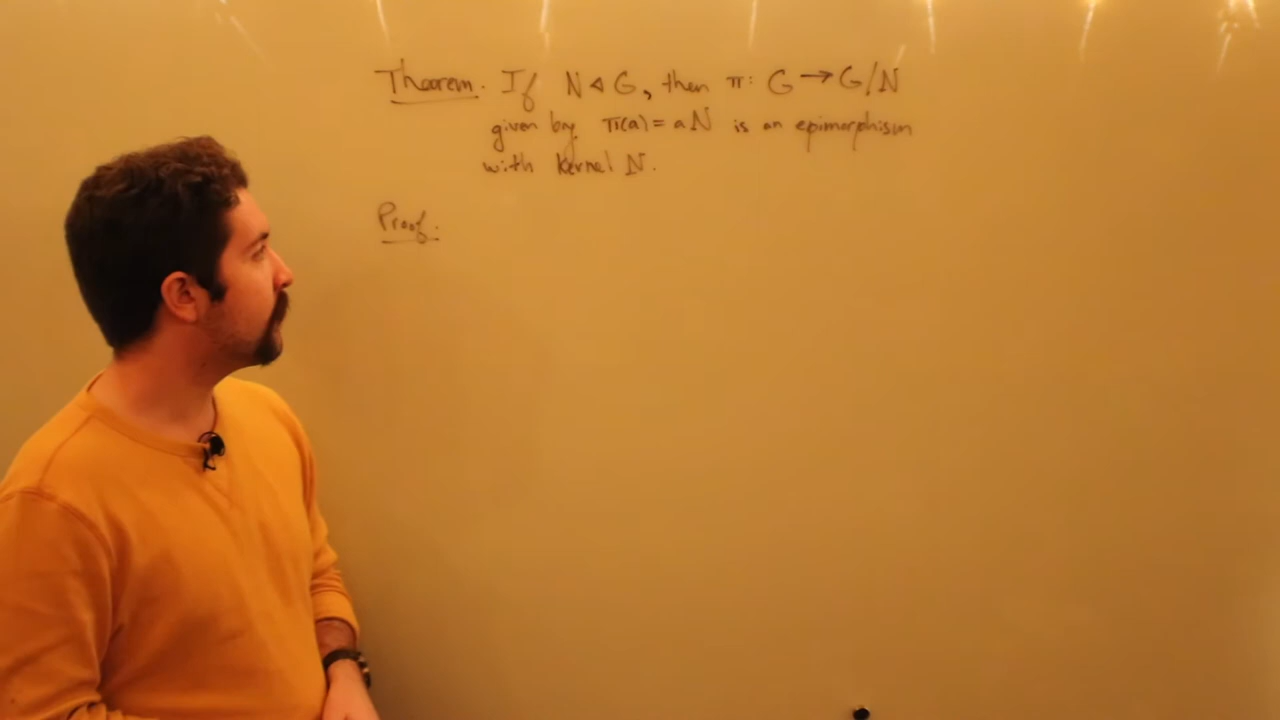 Theorem. If N ◁ G, then π: G → G/N
given by π(a) = aN is an epimorphism
with kernel N.
Proof.